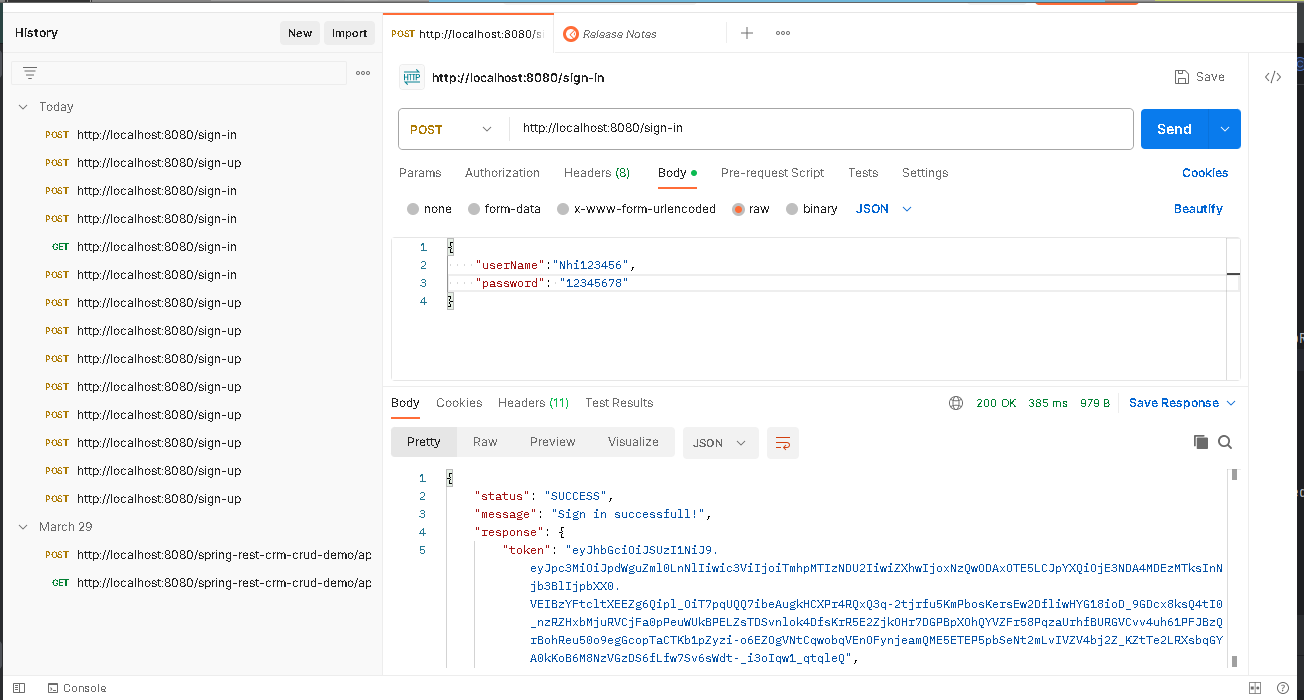 History
New
Import
Today
POST http://localhost:8080/sign-in
POST http://localhost:8080/sign-up
POST http://localhost:8080/sign-in
POST http://localhost:8080/sign-in
GET http://localhost:8080/sign-in
POST http://localhost:8080/sign-in
POST http://localhost:8080/sign-up
POST http://localhost:8080/sign-up
POST http://localhost:8080/sign-up
POST http://localhost:8080/sign-up
POST http://localhost:8080/sign-up
POST http://localhost:8080/sign-up
POST http://localhost:8080/sign-up
POST http://localhost:8080/sign-up
March 29
POST http://localhost:8080/spring-rest-crm-crud-demo/ap
GET http://localhost:8080/spring-rest-crm-crud-demo/ap
Console
POST http://localhost:8080/si
Release Notes
HTTP http://localhost:8080/sign-in
Save
POST http://localhost:8080/sign-in
Send
Params Authorization Headers (8) Body Pre-request Script Tests Settings Cookies
none form-data x-www-form-urlencoded raw binary JSON Beautify
1 {
2 "userName":"Nhi123456",
3 "password": "12345678"
4 }
Body Cookies Headers (11) Test Results 200 OK 385 ms 979 B Save Response
Pretty Raw Preview Visualize JSON
1 {
2 "status": "SUCCESS",
3 "message": "Sign in successfull!",
4 "response": {
5 "token": "eyJhbGciOiJSUzI1NiJ9.